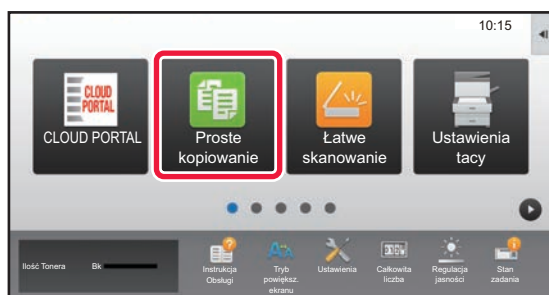 10:15
CLOUD
PORTAL
CLOUD PORTAL
Proste
kopiowanie
Łatwe
skanowanie
Ustawienia
tacy
Ilość Tonera
Bk
Instrukcja
Obsługi
Tryb
powiększ.
ekranu
Ustawienia
Całkowita
liczba
Regulacja
jasności
Stan
zadania